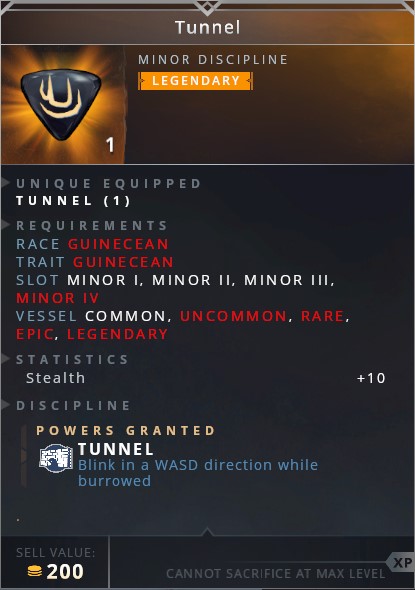 Tunnel
MINOR DISCIPLINE
LEGENDARY
1
UNIQUE EQUIPPED
TUNNEL (1)
REQUIREMENTS
RACE GUINECEAN
TRAIT GUINECEAN
SLOT MINOR I, MINOR II, MINOR III,
MINOR IV
VESSEL COMMON, UNCOMMON, RARE,
EPIC, LEGENDARY
STATISTICS
Stealth +10
DISCIPLINE
POWERS GRANTED
TUNNEL
Blink in a WASD direction while
burrowed
.
SELL VALUE:
200
CANNOT SACRIFICE AT MAX LEVEL
XP